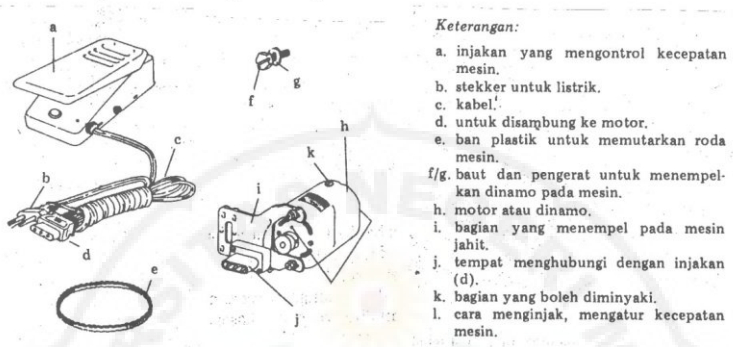 a
f
g
h
k
c
i
b
d
e
j
Keterangan:
a. injakan yang mengontrol kecepatan
mesin.
b. stekker untuk listrik.
c. kabel.
d. untuk disambung ke motor.
e. ban plastik untuk memutarkan roda
mesin.
f/g. baut dan pengerat untuk menempel-
kan dinamo pada mesin.
h. motor atau dinamo.
i. bagian yang menempel pada mesin
jahit.
j. tempat menghubungi dengan injakan
(d).
k. bagian yang boleh diminyaki.
l. cara menginjak, mengatur kecepatan
mesin.